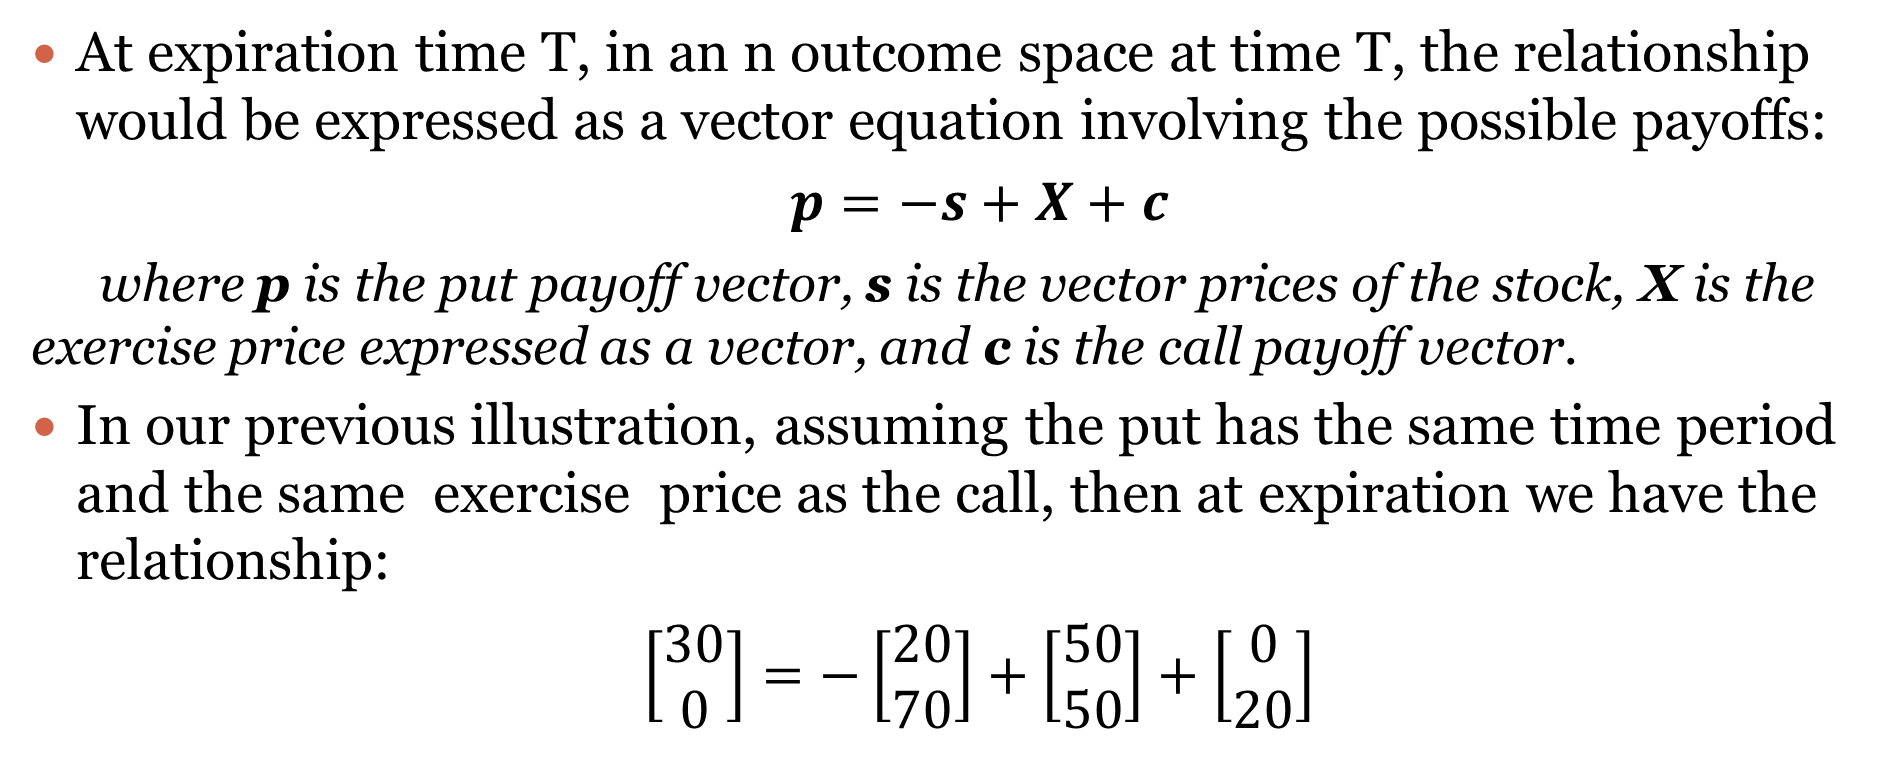 • At expiration time T, in an n outcome space at time T, the relationship
would be expressed as a vector equation involving the possible payoffs:
p = −s + X + c
where p is the put payoff vector, s is the vector prices of the stock, X is the
exercise price expressed as a vector, and c is the call payoff vector.
• In our previous illustration, assuming the put has the same time period
and the same exercise price as the call, then at expiration we have the
relationship:
[30 0] = − [20 70] + [50 50] + [0 20]